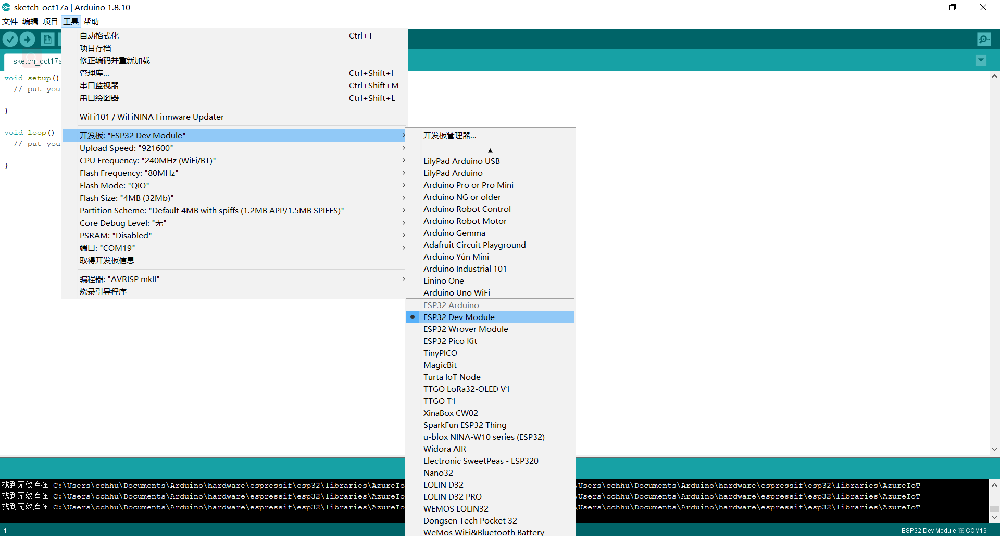 sketch_oct17a | Arduino 1.8.10
文件 编辑 项目 工具 帮助
sketch_oct17a
void setup()
// put you
}
void loop()
// put you
}
自动格式化 Ctrl+T
项目存档
修正编码并重新加载
管理库... Ctrl+Shift+I
串口监视器 Ctrl+Shift+M
串口绘图器 Ctrl+Shift+L
WiFi101 / WiFiNINA Firmware Updater
开发板: "ESP32 Dev Module"
Upload Speed: "921600"
CPU Frequency: "240MHz (WiFi/BT)"
Flash Frequency: "80MHz"
Flash Mode: "QIO"
Flash Size: "4MB (32Mb)"
Partition Scheme: "Default 4MB with spiffs (1.2MB APP/1.5MB SPIFFS)"
Core Debug Level: "无"
PSRAM: "Disabled"
端口: "COM19"
取得开发板信息
编程器: "AVRISP mkII"
烧录引导程序
开发板管理器...
LilyPad Arduino USB
LilyPad Arduino
Arduino Pro or Pro Mini
Arduino NG or older
Arduino Robot Control
Arduino Robot Motor
Arduino Gemma
Adafruit Circuit Playground
Arduino Yún Mini
Arduino Industrial 101
Linino One
Arduino Uno WiFi
ESP32 Arduino
ESP32 Dev Module
ESP32 Wrover Module
ESP32 Pico Kit
TinyPICO
MagicBit
Turta IoT Node
TTGO LoRa32-OLED V1
TTGO T1
XinaBox CW02
SparkFun ESP32 Thing
u-blox NINA-W10 series (ESP32)
Widora AIR
Electronic SweetPeas - ESP320
Nano32
LOLIN D32
LOLIN D32 PRO
WEMOS LOLIN32
Dongsen Tech Pocket 32
WeMos WiFi&Bluetooth Battery
找到无效库在 C:\Users\cchhu\Documents\Arduino\hardware\espressif\esp32\libraries\AzureIo \Users\cchhu\Documents\Arduino\hardware\espressif\esp32\libraries\AzureIoT
找到无效库在 C:\Users\cchhu\Documents\Arduino\hardware\espressif\esp32\libraries\AzureIo \Users\cchhu\Documents\Arduino\hardware\espressif\esp32\libraries\AzureIoT
找到无效库在 C:\Users\cchhu\Documents\Arduino\hardware\espressif\esp32\libraries\AzureIo \Users\cchhu\Documents\Arduino\hardware\espressif\esp32\libraries\AzureIoT
1 ESP32 Dev Module 在 COM19